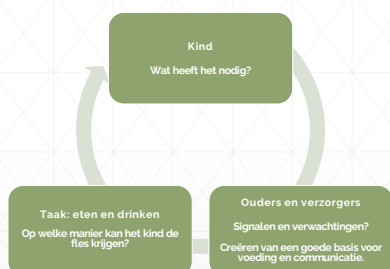 Kind
Wat heeft het nodig?
Taak: eten en drinken
Op welke manier kan het kind de
fles krijgen?
Ouders en verzorgers
Signalen en verwachtingen?
Creëren van een goede basis voor
voeding en communicatie.